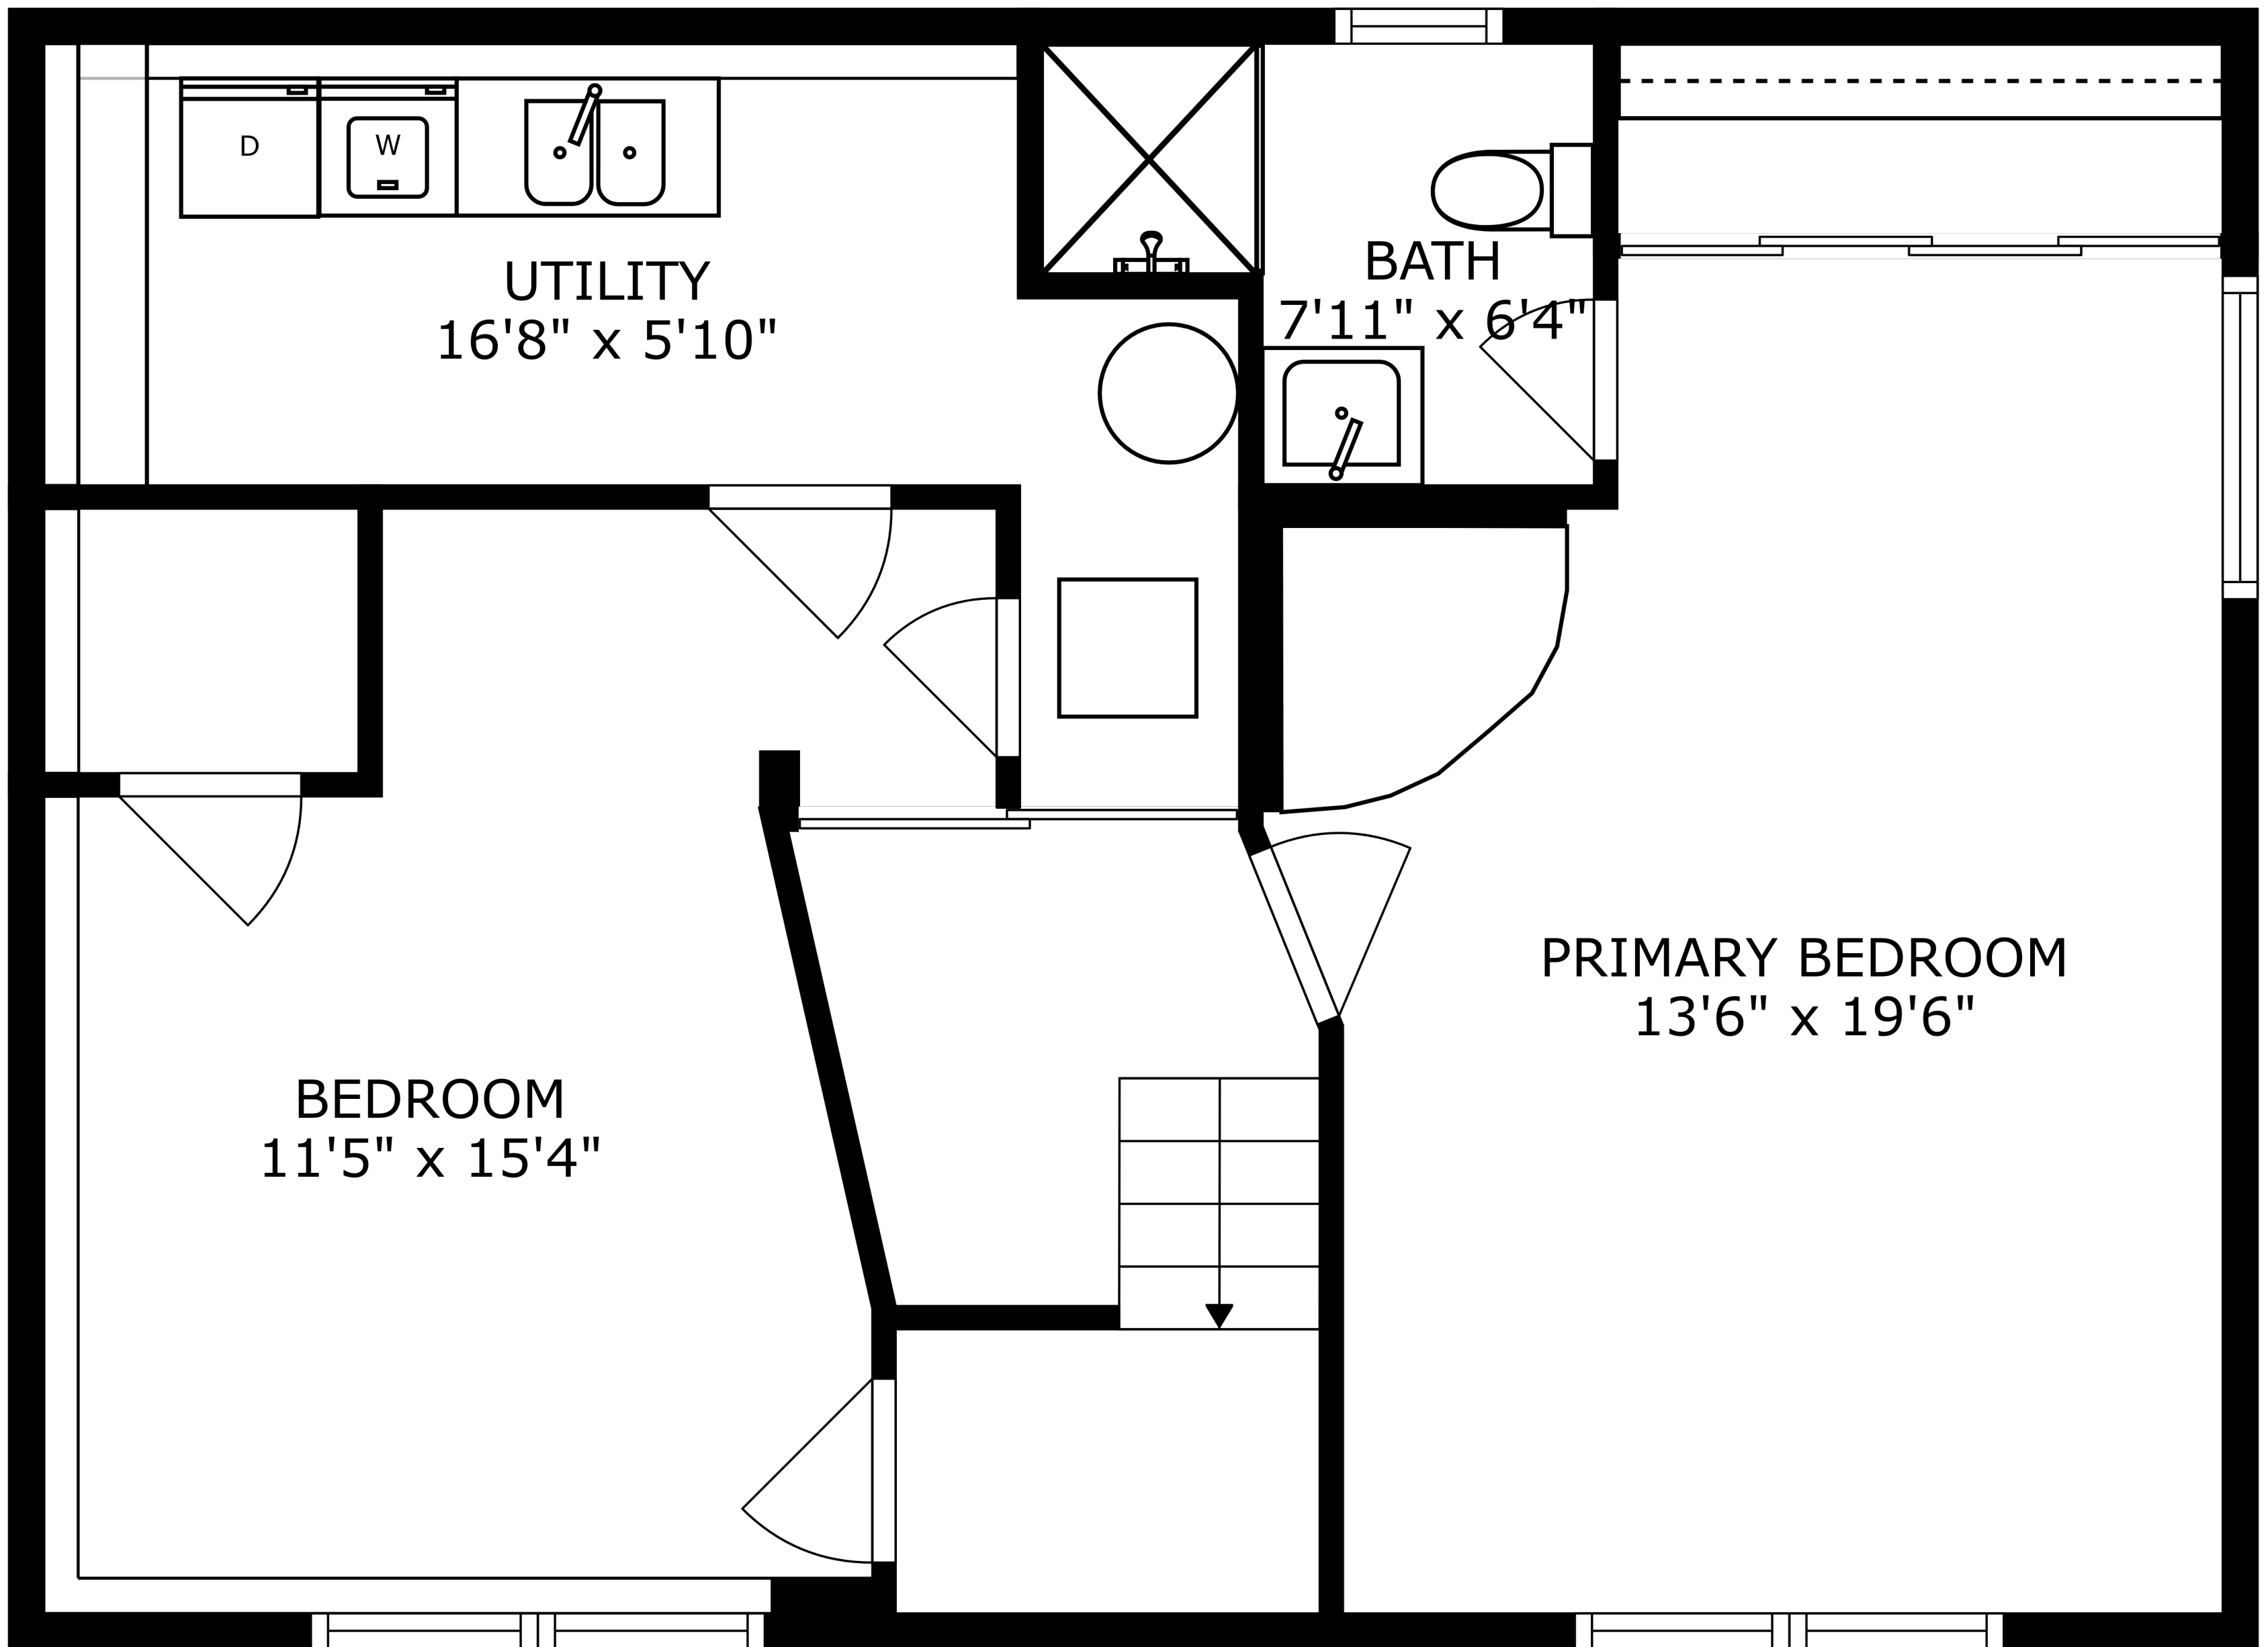 D
W
UTILITY
16'8" x 5'10"
BATH
7'11" x 6'4"
PRIMARY BEDROOM
13'6" x 19'6"
BEDROOM
11'5" x 15'4"